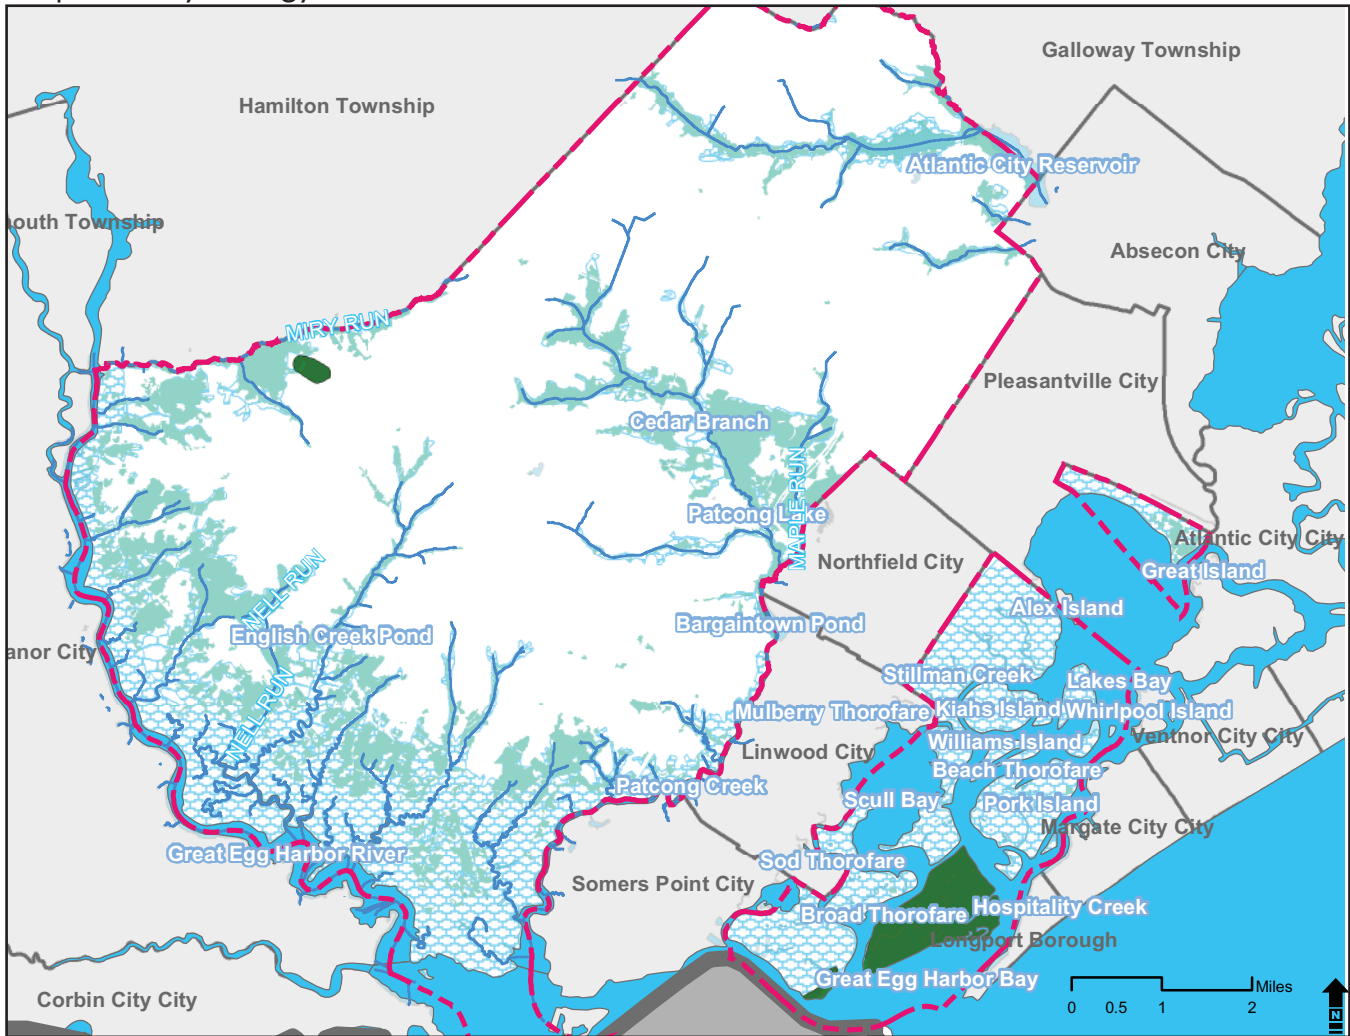 Galloway Township
Hamilton Township
Atlantic City Reservoir
outh Township
Absecon City
MIRY RUN
Pleasantville City
Cedar Branch
MAPLE RUN
Patcong Lake
Atlantic City City
Northfield City
Great Island
NELL RUN
Alex Island
Bargaintown Pond
English Creek Pond
anor City
Stillman Creek
Lakes Bay
NELL RUN
Mulberry Thorofare
Kiahs Island
Whirlpool Island
Ventnor City City
Linwood City
Williams Island
Beach Thorofare
Patcong Creek
Scull Bay
Pork Island
Margate City City
Great Egg Harbor River
Sod Thorofare
Somers Point City
Broad Thorofare
Hospitality Creek
Longport Borough
Great Egg Harbor Bay
Corbin City City
Miles
0 0.5 1 2
N